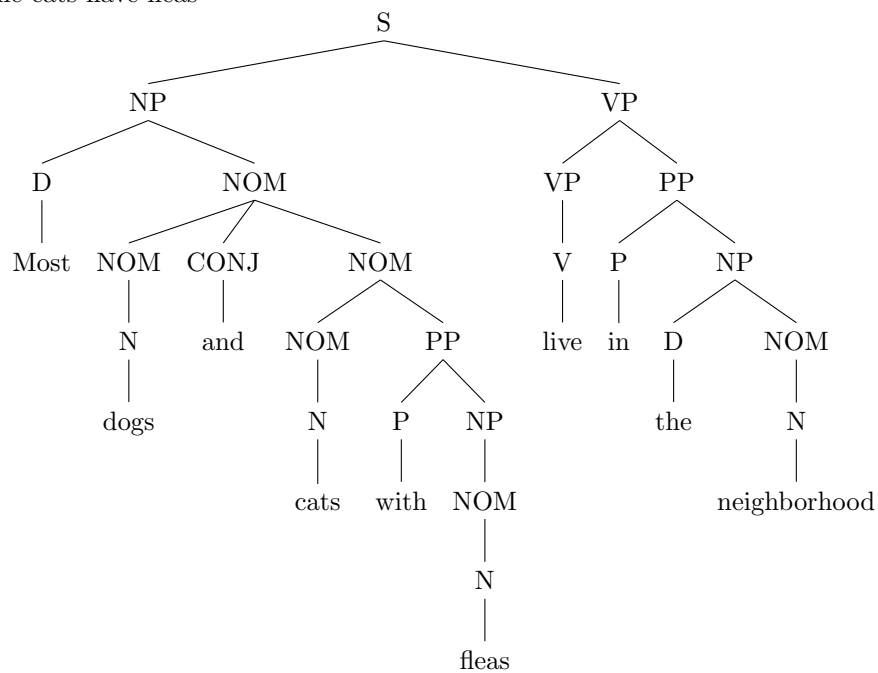 S
NP VP
D NOM VP PP
Most NOM CONJ NOM V P NP
N and NOM PP live in D NOM
dogs N P NP the N
cats with NOM neighborhood
N
fleas